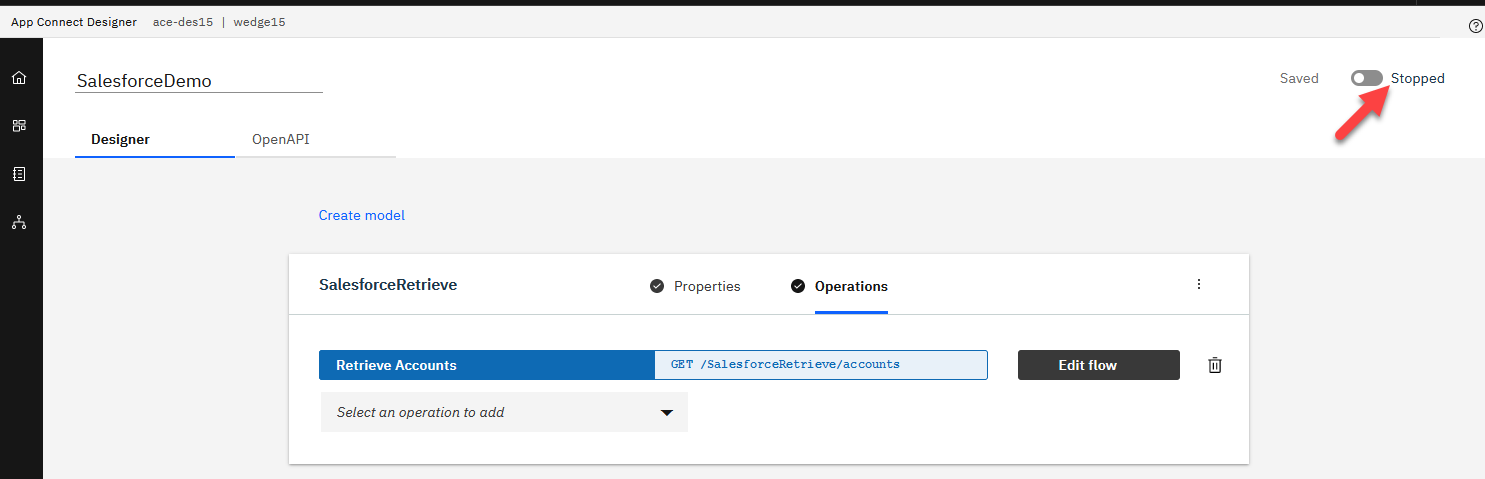 App Connect Designer ace-des15 | wedge15
SalesforceDemo
Saved Stopped
Designer OpenAPI
Create model
SalesforceRetrieve Properties Operations
Retrieve Accounts GET /SalesforceRetrieve/accounts Edit flow
Select an operation to add